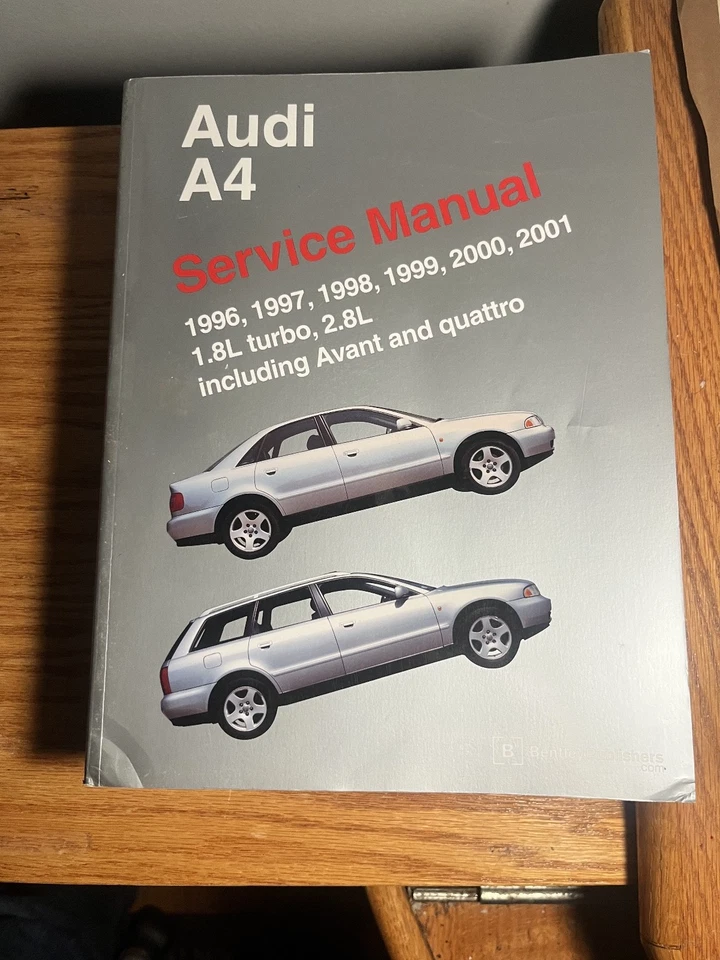 Audi
A4
Service Manual
1996, 1997, 1998, 1999, 2000, 2001
1.8L turbo, 2.8L
including Avant and quattro
B
.com